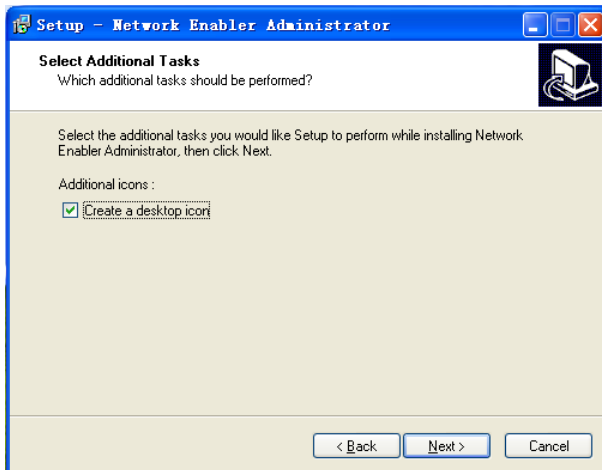 Setup - Network Enabler Administrator
Select Additional Tasks
Which additional tasks should be performed?
Select the additional tasks you would like Setup to perform while installing Network
Enabler Administrator, then click Next.
Additional icons :
Create a desktop icon
< Back Next > Cancel